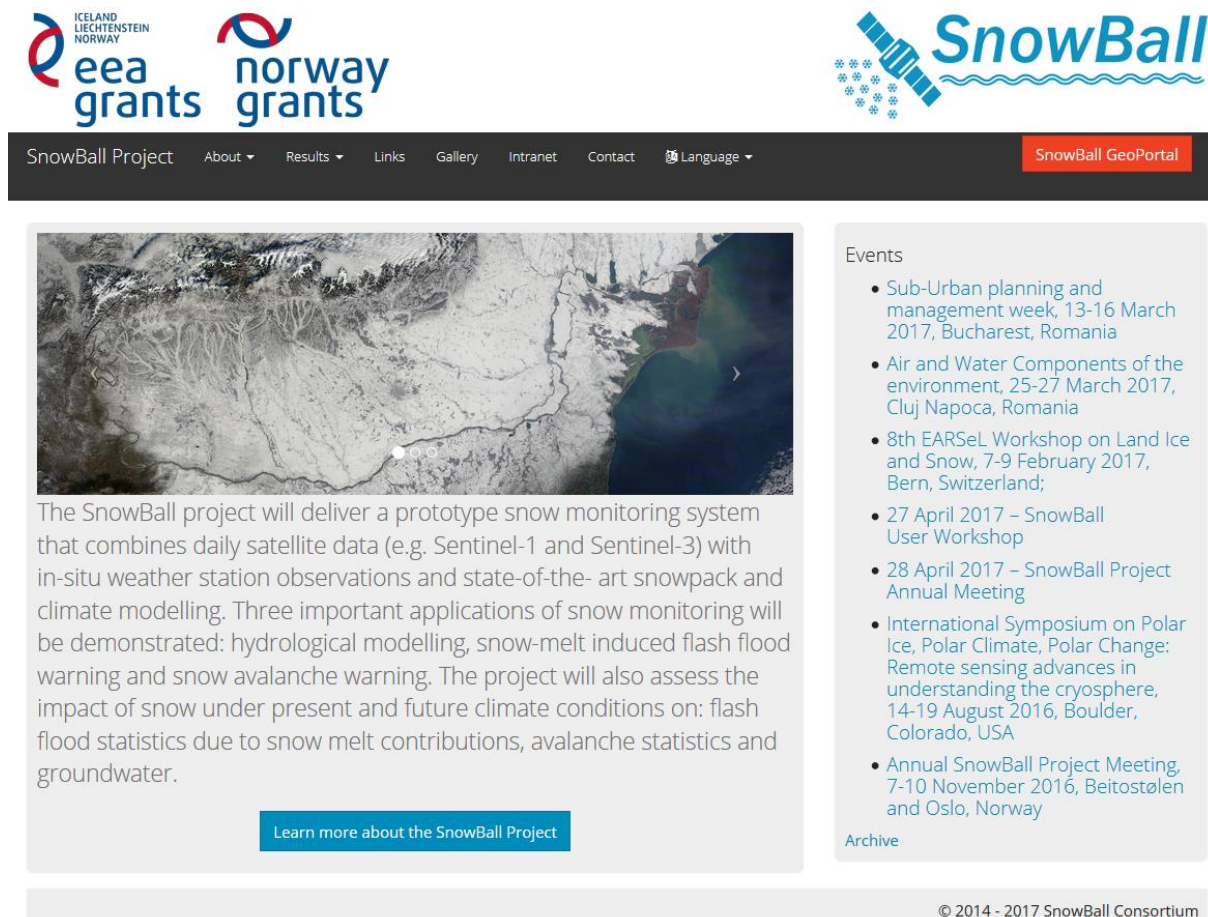 ICELAND
LIECHTENSTEIN
NORWAY
eea
grants
norway
grants
SnowBall
SnowBall Project
About
Results
Links
Gallery
Intranet
Contact
Language
SnowBall GeoPortal
The SnowBall project will deliver a prototype snow monitoring system
that combines daily satellite data (e.g. Sentinel-1 and Sentinel-3) with
in-situ weather station observations and state-of-the- art snowpack and
climate modelling. Three important applications of snow monitoring will
be demonstrated: hydrological modelling, snow-melt induced flash flood
warning and snow avalanche warning. The project will also assess the
impact of snow under present and future climate conditions on: flash
flood statistics due to snow melt contributions, avalanche statistics and
groundwater.
Learn more about the SnowBall Project
Events
• Sub-Urban planning and
management week, 13-16 March
2017, Bucharest, Romania
• Air and Water Components of the
environment, 25-27 March 2017,
Cluj Napoca, Romania
• 8th EARSeL Workshop on Land Ice
and Snow, 7-9 February 2017,
Bern, Switzerland;
• 27 April 2017 – SnowBall
User Workshop
• 28 April 2017 – SnowBall Project
Annual Meeting
• International Symposium on Polar
Ice, Polar Climate, Polar Change:
Remote sensing advances in
understanding the cryosphere,
14-19 August 2016, Boulder,
Colorado, USA
• Annual SnowBall Project Meeting,
7-10 November 2016, Beitostølen
and Oslo, Norway
Archive
© 2014 - 2017 SnowBall Consortium